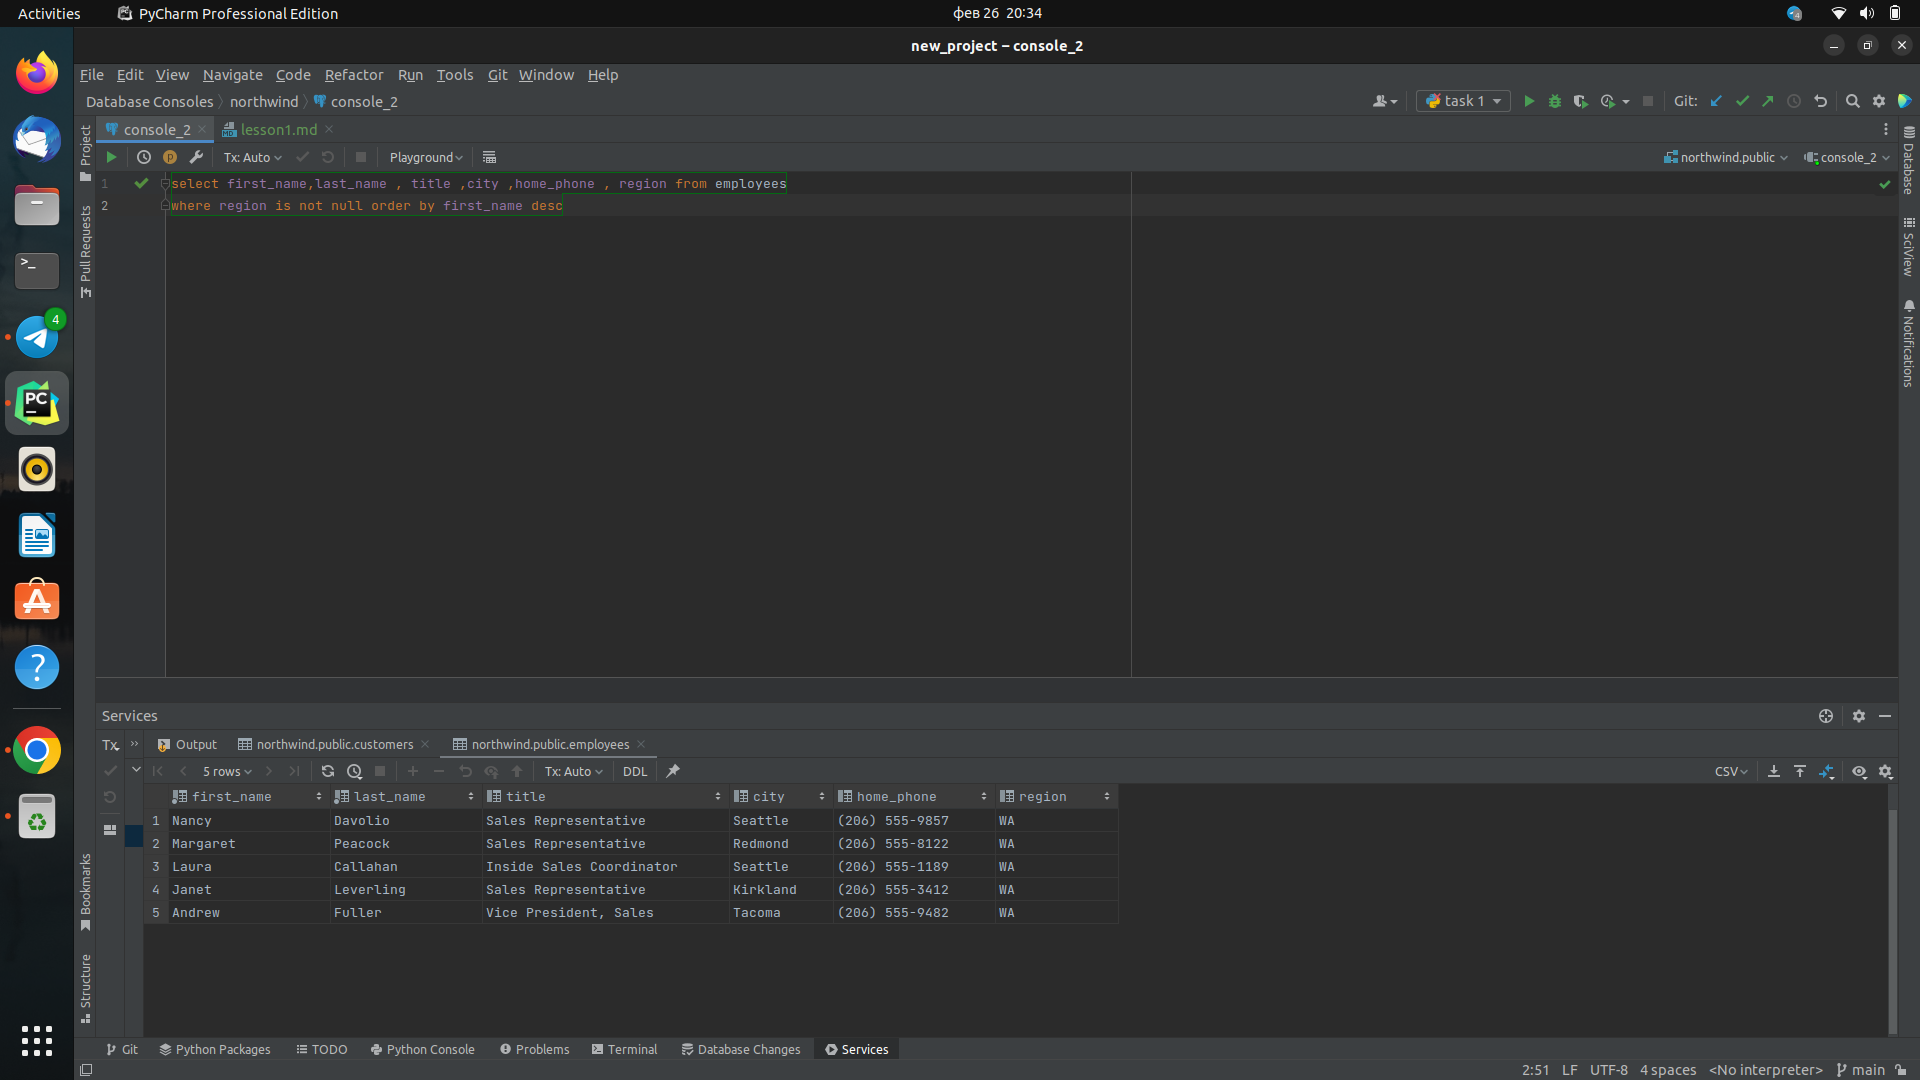 Activities
PyCharm Professional Edition
фев 26 20:34
new_project – console_2
File Edit View Navigate Code Refactor Run Tools Git Window Help
Database Consoles northwind console_2
task 1
Git:
console_2
lesson1.md
Tx: Auto
Playground
northwind.public
console_2
1 select first_name,last_name , title ,city ,home_phone , region from employees
2 where region is not null order by first_name desc
Project
Pull Requests
Bookmarks
Structure
Database
SciView
Notifications
4
PC
>_
Services
Tx
Output
northwind.public.customers
northwind.public.employees
5 rows
Tx: Auto
DDL
CSV
first_name last_name title city home_phone region
1 Nancy Davolio Sales Representative Seattle (206) 555-9857 WA
2 Margaret Peacock Sales Representative Redmond (206) 555-8122 WA
3 Laura Callahan Inside Sales Coordinator Seattle (206) 555-1189 WA
4 Janet Leverling Sales Representative Kirkland (206) 555-3412 WA
5 Andrew Fuller Vice President, Sales Tacoma (206) 555-9482 WA
Git Python Packages TODO Python Console Problems Terminal Database Changes Services
2:51 LF UTF-8 4 spaces <No interpreter> main